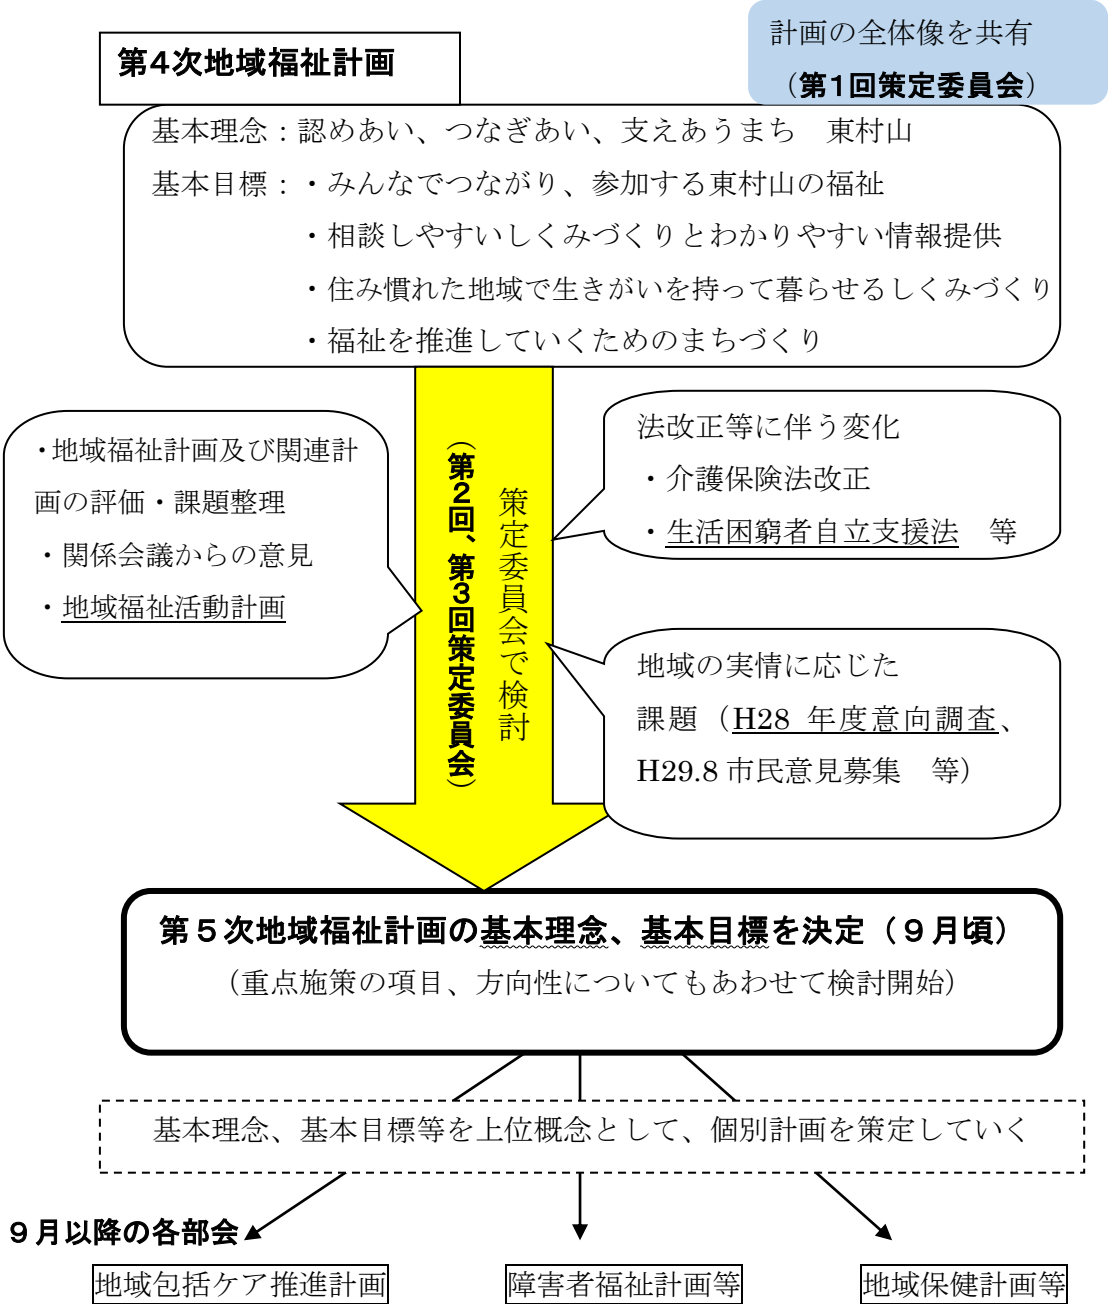 計画の全体像を共有
（第1回策定委員会）
第4次地域福祉計画
基本理念：認めあい、つなぎあい、支えあうまち　東村山
基本目標：・みんなでつながり、参加する東村山の福祉
・相談しやすいしくみづくりとわかりやすい情報提供
・住み慣れた地域で生きがいを持って暮らせるしくみづくり
・福祉を推進していくためのまちづくり
・地域福祉計画及び関連計
画の評価・課題整理
・関係会議からの意見
・地域福祉活動計画
策定委員会で検討
（第2回、第3回策定委員会）
法改正等に伴う変化
・介護保険法改正
・生活困窮者自立支援法　等
地域の実情に応じた
課題（H28 年度意向調査、
H29.8 市民意見募集　等）
第５次地域福祉計画の基本理念、基本目標を決定（９月頃）
（重点施策の項目、方向性についてもあわせて検討開始）
基本理念、基本目標等を上位概念として、個別計画を策定していく
９月以降の各部会
地域包括ケア推進計画
障害者福祉計画等
地域保健計画等